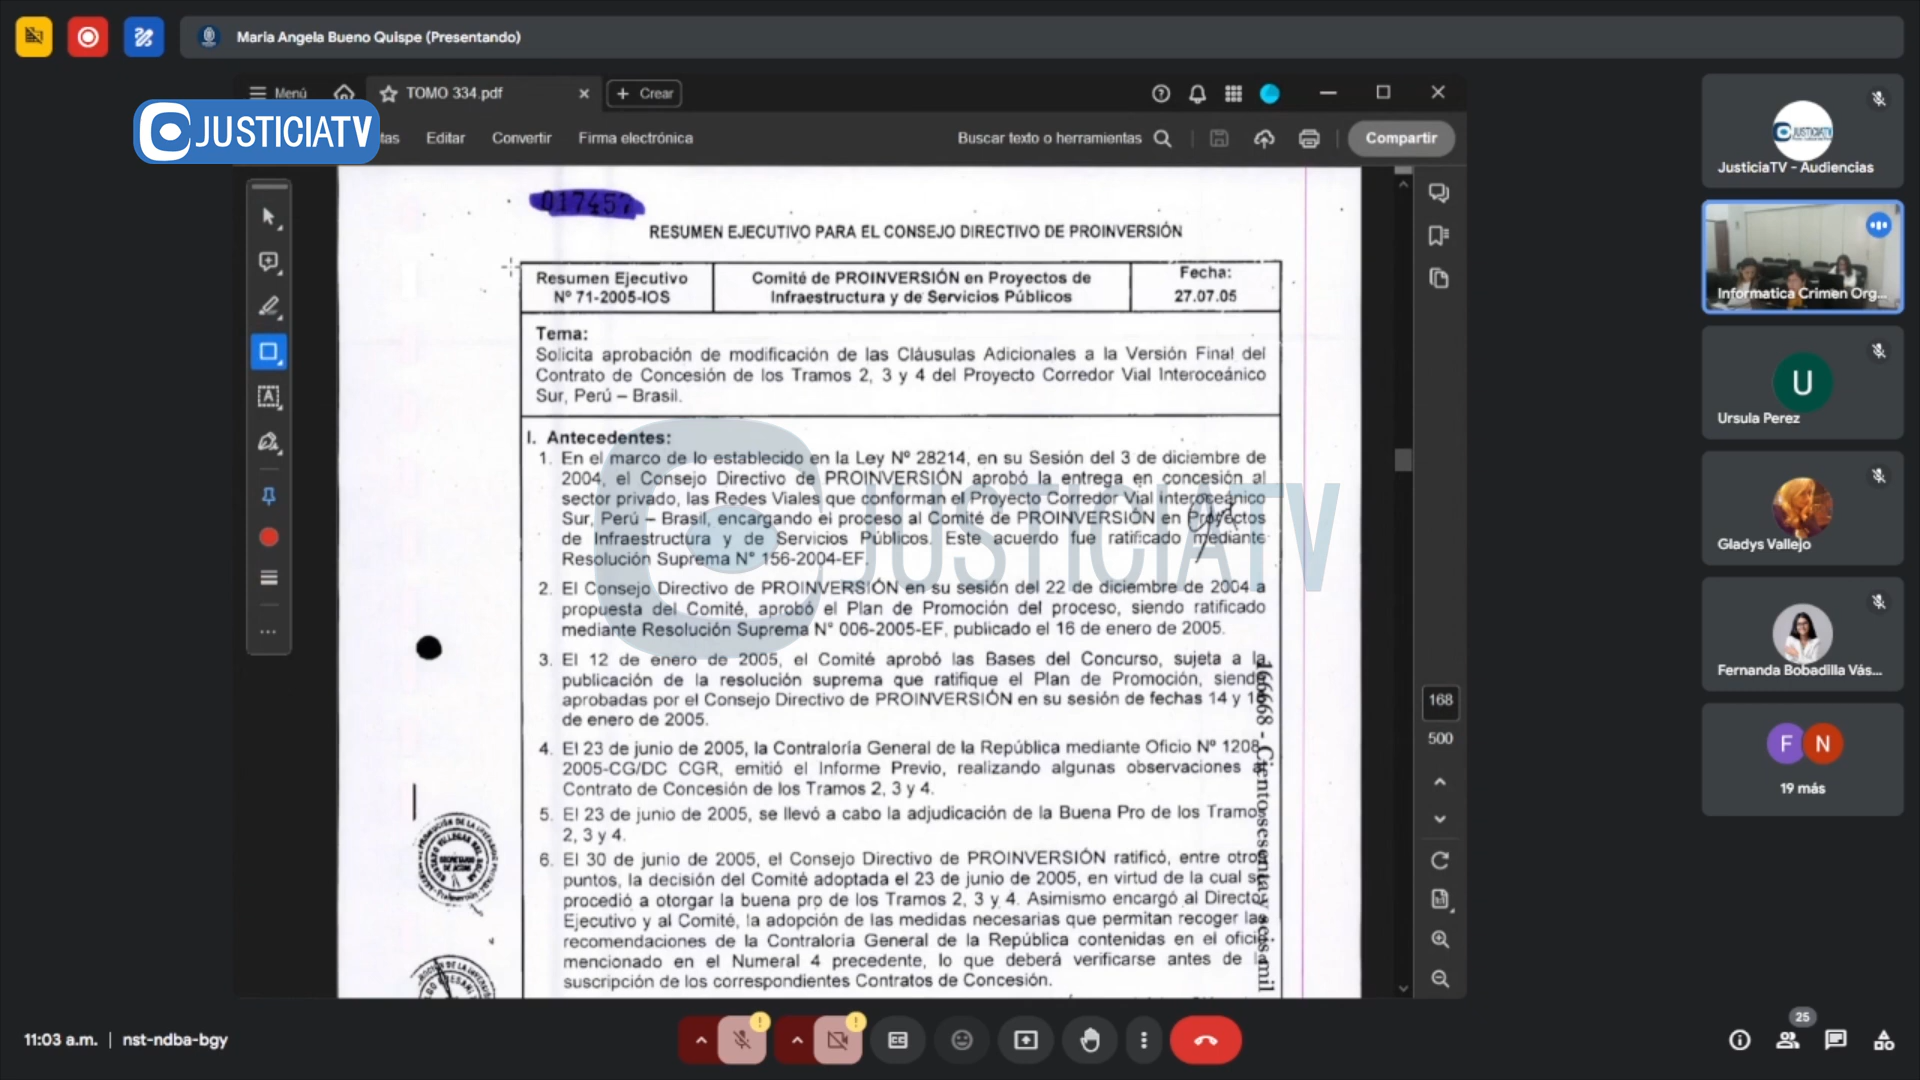 Maria Angela Bueno Quispe (Presentando)
Menú
TOMO 334.pdf
Crear
JUSTICIATV
tas
Editar
Convertir
Firma electrónica
Buscar texto o herramientas
Compartir
017457
RESUMEN EJECUTIVO PARA EL CONSEJO DIRECTIVO DE PROINVERSIÓN
Resumen Ejecutivo
Nº 71-2005-IOS
Comité de PROINVERSIÓN en Proyectos de
Infraestructura y de Servicios Públicos
Fecha:
27.07.05
Tema:
Solicita aprobación de modificación de las Cláusulas Adicionales a la Versión Final del
Contrato de Concesión de los Tramos 2, 3 y 4 del Proyecto Corredor Vial Interoceánico
Sur, Perú – Brasil.
I. Antecedentes:
1. En el marco de lo establecido en la Ley Nº 28214, en su Sesión del 3 de diciembre de
2004, el Consejo Directivo de PROINVERSIÓN aprobó la entrega en concesión al
sector privado, las Redes Viales que conforman el Proyecto Corredor Vial Interoceánico
Sur, Perú – Brasil, encargando el proceso al Comité de PROINVERSIÓN en Proyectos
de Infraestructura y de Servicios Públicos. Este acuerdo fue ratificado mediante
Resolución Suprema N° 156-2004-EF.
2. El Consejo Directivo de PROINVERSIÓN en su sesión del 22 de diciembre de 2004 a
propuesta del Comité, aprobó el Plan de Promoción del proceso, siendo ratificado
mediante Resolución Suprema N° 006-2005-EF, publicado el 16 de enero de 2005.
3. El 12 de enero de 2005, el Comité aprobó las Bases del Concurso, sujeta a la
publicación de la resolución suprema que ratifique el Plan de Promoción, siendo
aprobadas por el Consejo Directivo de PROINVERSIÓN en su sesión de fechas 14 y 1
de enero de 2005.
4. El 23 de junio de 2005, la Contraloría General de la República mediante Oficio Nº 1208
2005-CG/DC CGR, emitió el Informe Previo, realizando algunas observaciones
Contrato de Concesión de los Tramos 2, 3 y 4.
5. El 23 de junio de 2005, se llevó a cabo la adjudicación de la Buena Pro de los Tramos
2, 3 y 4.
6. El 30 de junio de 2005, el Consejo Directivo de PROINVERSIÓN ratificó, entre otros
puntos, la decisión del Comité adoptada el 23 de junio de 2005, en virtud de la cual se
procedió a otorgar la buena pro de los Tramos 2, 3 y 4. Asimismo encargó al Director
Ejecutivo y al Comité, la adopción de las medidas necesarias que permitan recoger las
recomendaciones de la Contraloría General de la República contenidas en el oficio
mencionado en el Numeral 4 precedente, lo que deberá verificarse antes de la
suscripción de los correspondientes Contratos de Concesión.
JUSTICIATV
168
500
JUSTICIATV
JusticiaTV - Audiencias
Informatica Crimen Org...
U
Ursula Perez
Gladys Vallejo
Fernanda Bobadilla Vás...
F N
19 más
11:03 a.m. | nst-ndba-bgy
25